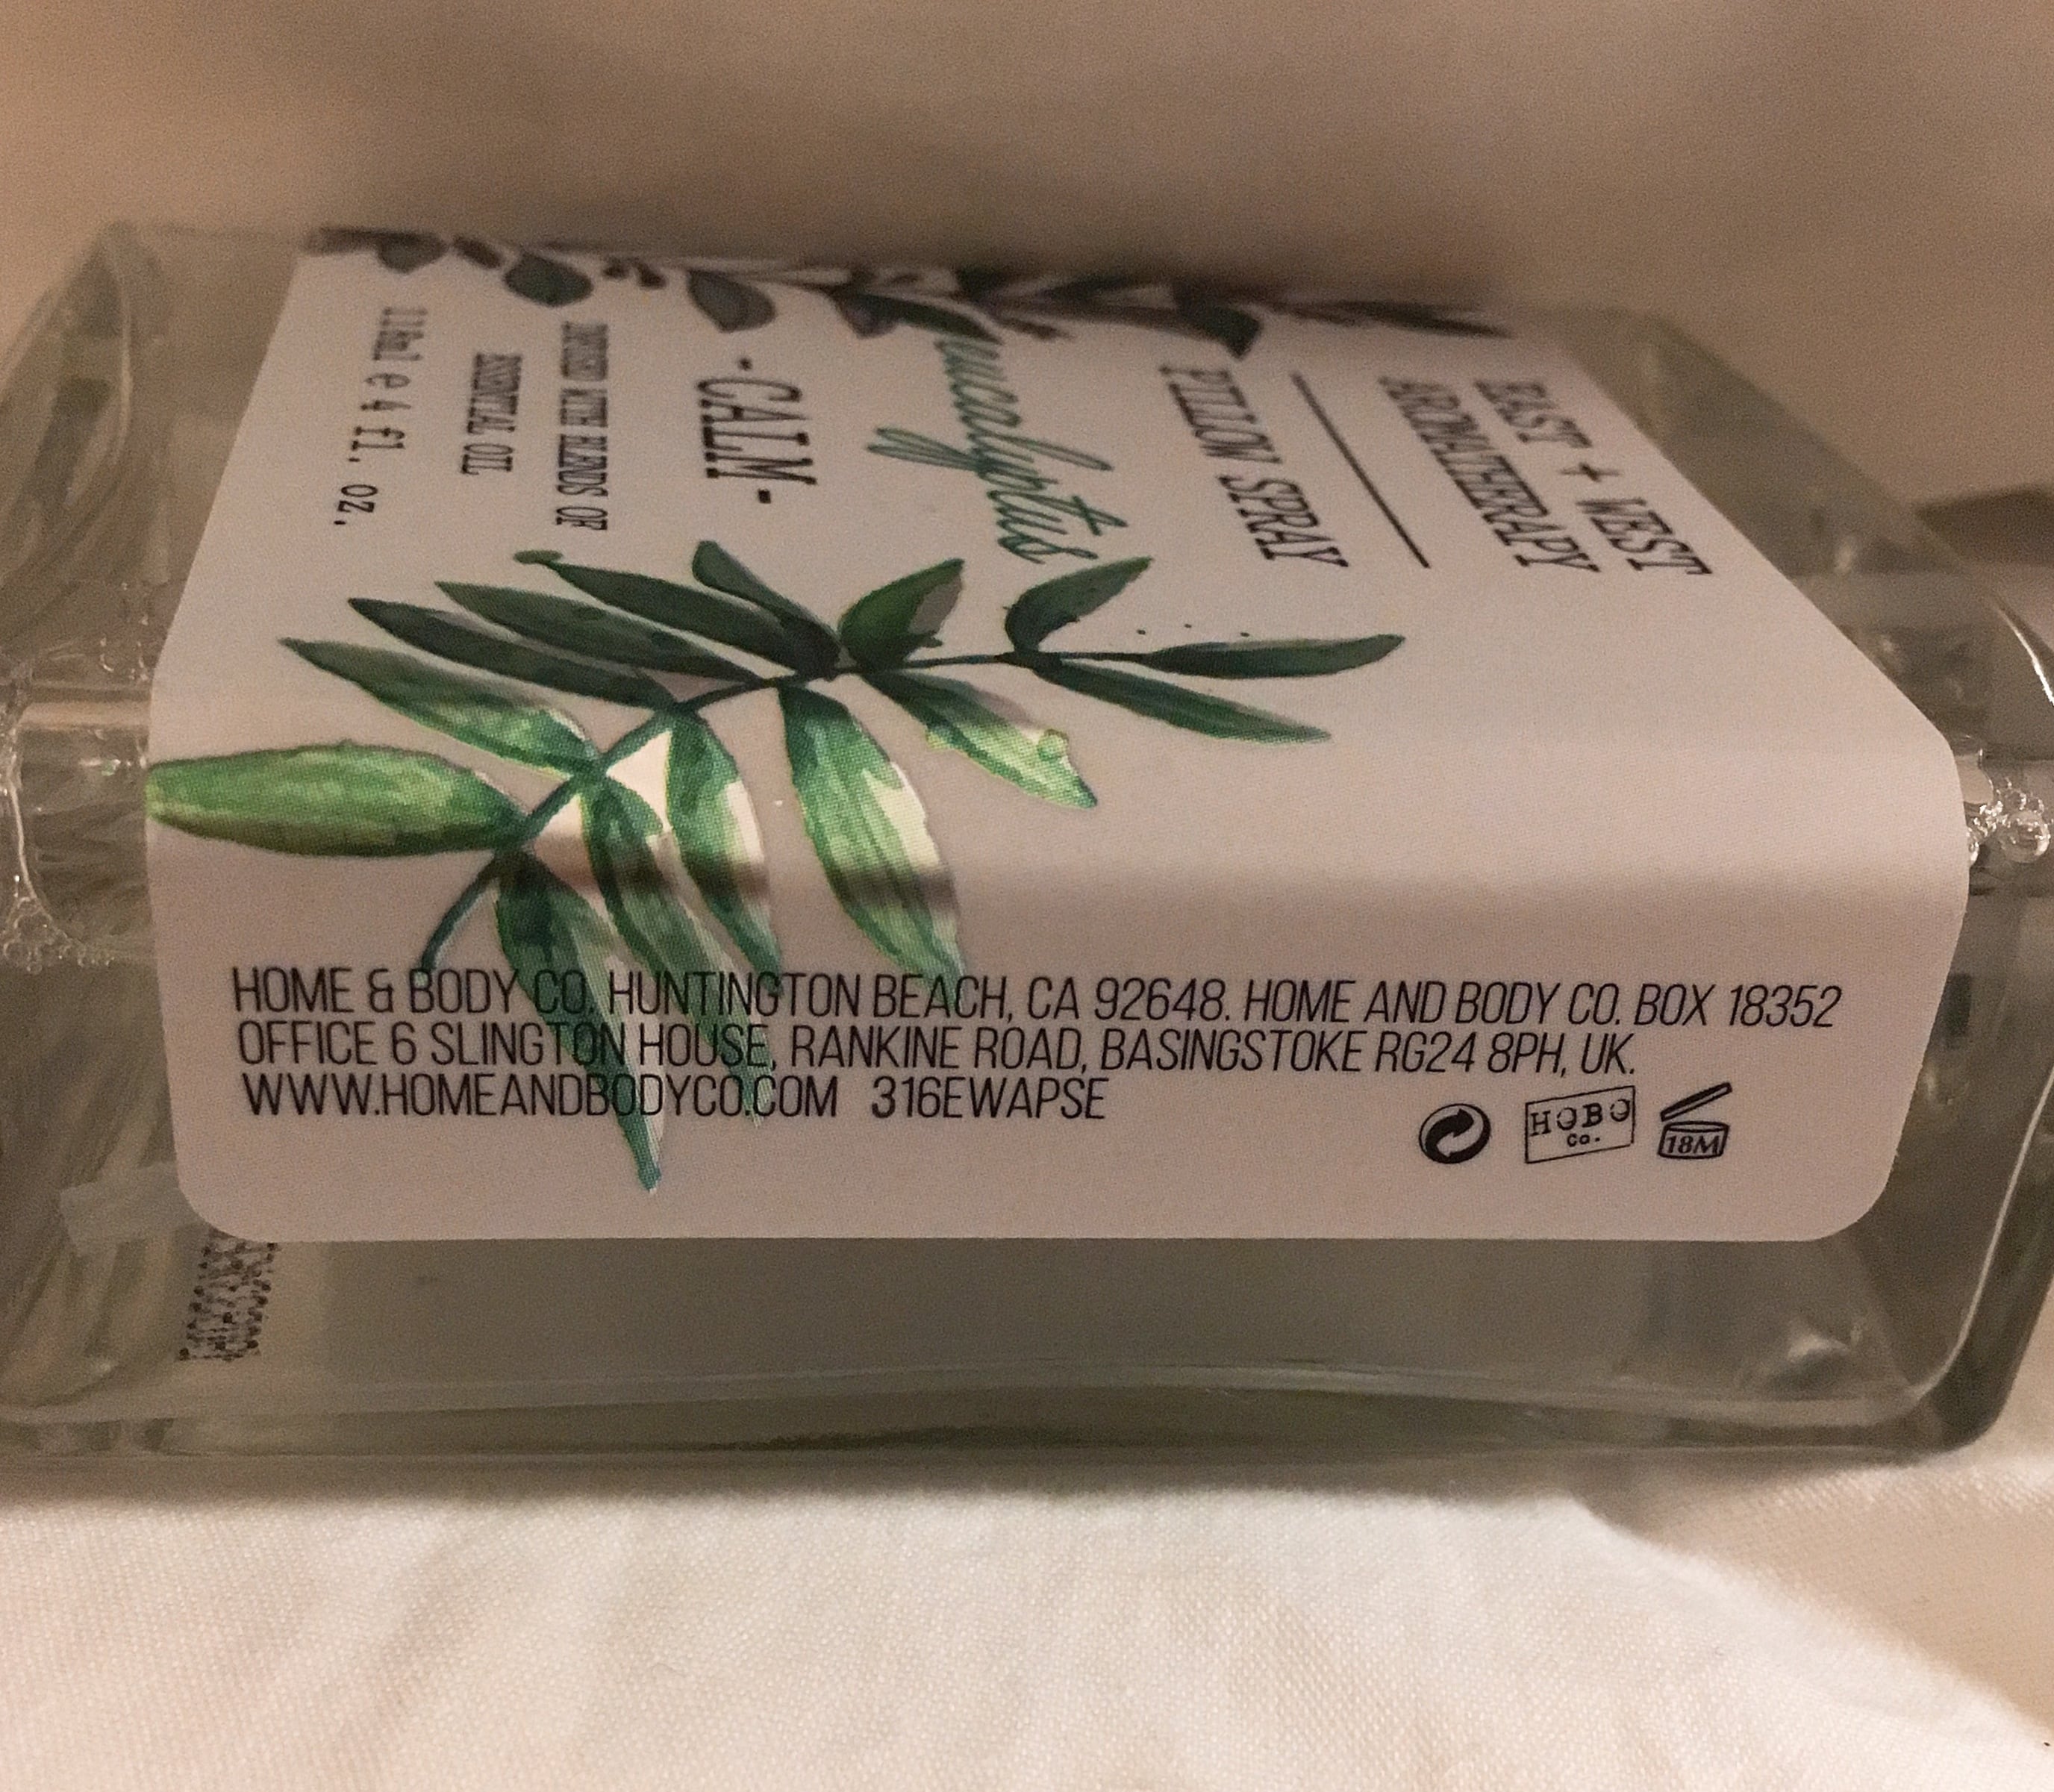 EAST + WEST
AROMATHERAPY
PILLOW SPRAY
eucalyptus
-CALM-
INFUSED WITH BLENDS OF
ESSENTIAL OIL
118ml e 4 fl. oz.
HOME & BODY CO. HUNTINGTON BEACH, CA 92648. HOME AND BODY CO. BOX 18352
OFFICE 6 SLINGTON HOUSE, RANKINE ROAD, BASINGSTOKE RG24 8PH, UK.
WWW.HOMEANDBODYCO.COM 316EWAPSE
HOBO
Co.
18M